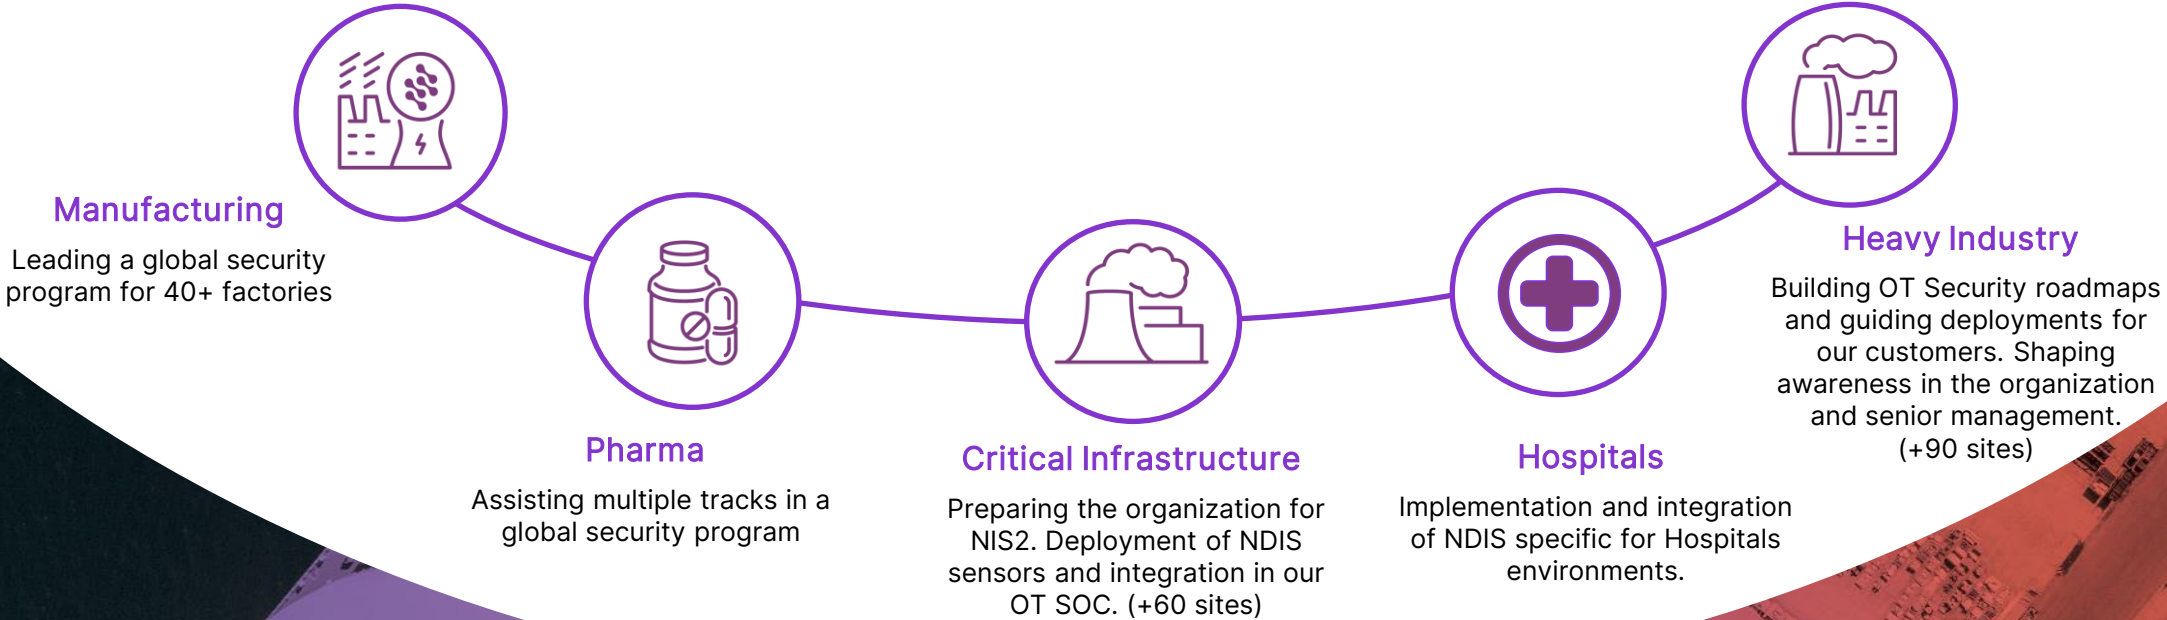 Manufacturing
Leading a global security
program for 40+ factories
Pharma
Assisting multiple tracks in a
global security program
Critical Infrastructure
Preparing the organization for
NIS2. Deployment of NDIS
sensors and integration in our
OT SOC. (+60 sites)
Hospitals
Implementation and integration
of NDIS specific for Hospitals
environments.
Heavy Industry
Building OT Security roadmaps
and guiding deployments for
our customers. Shaping
awareness in the organization
and senior management.
(+90 sites)